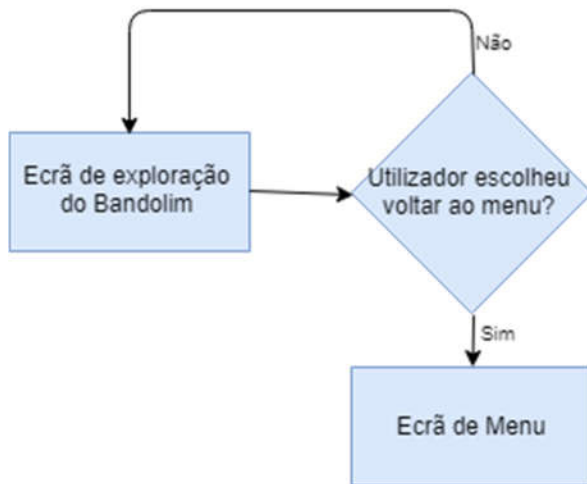 Não
Ecrã de exploração
do Bandolim
Utilizador escolheu
voltar ao menu?
Sim
Ecrã de Menu